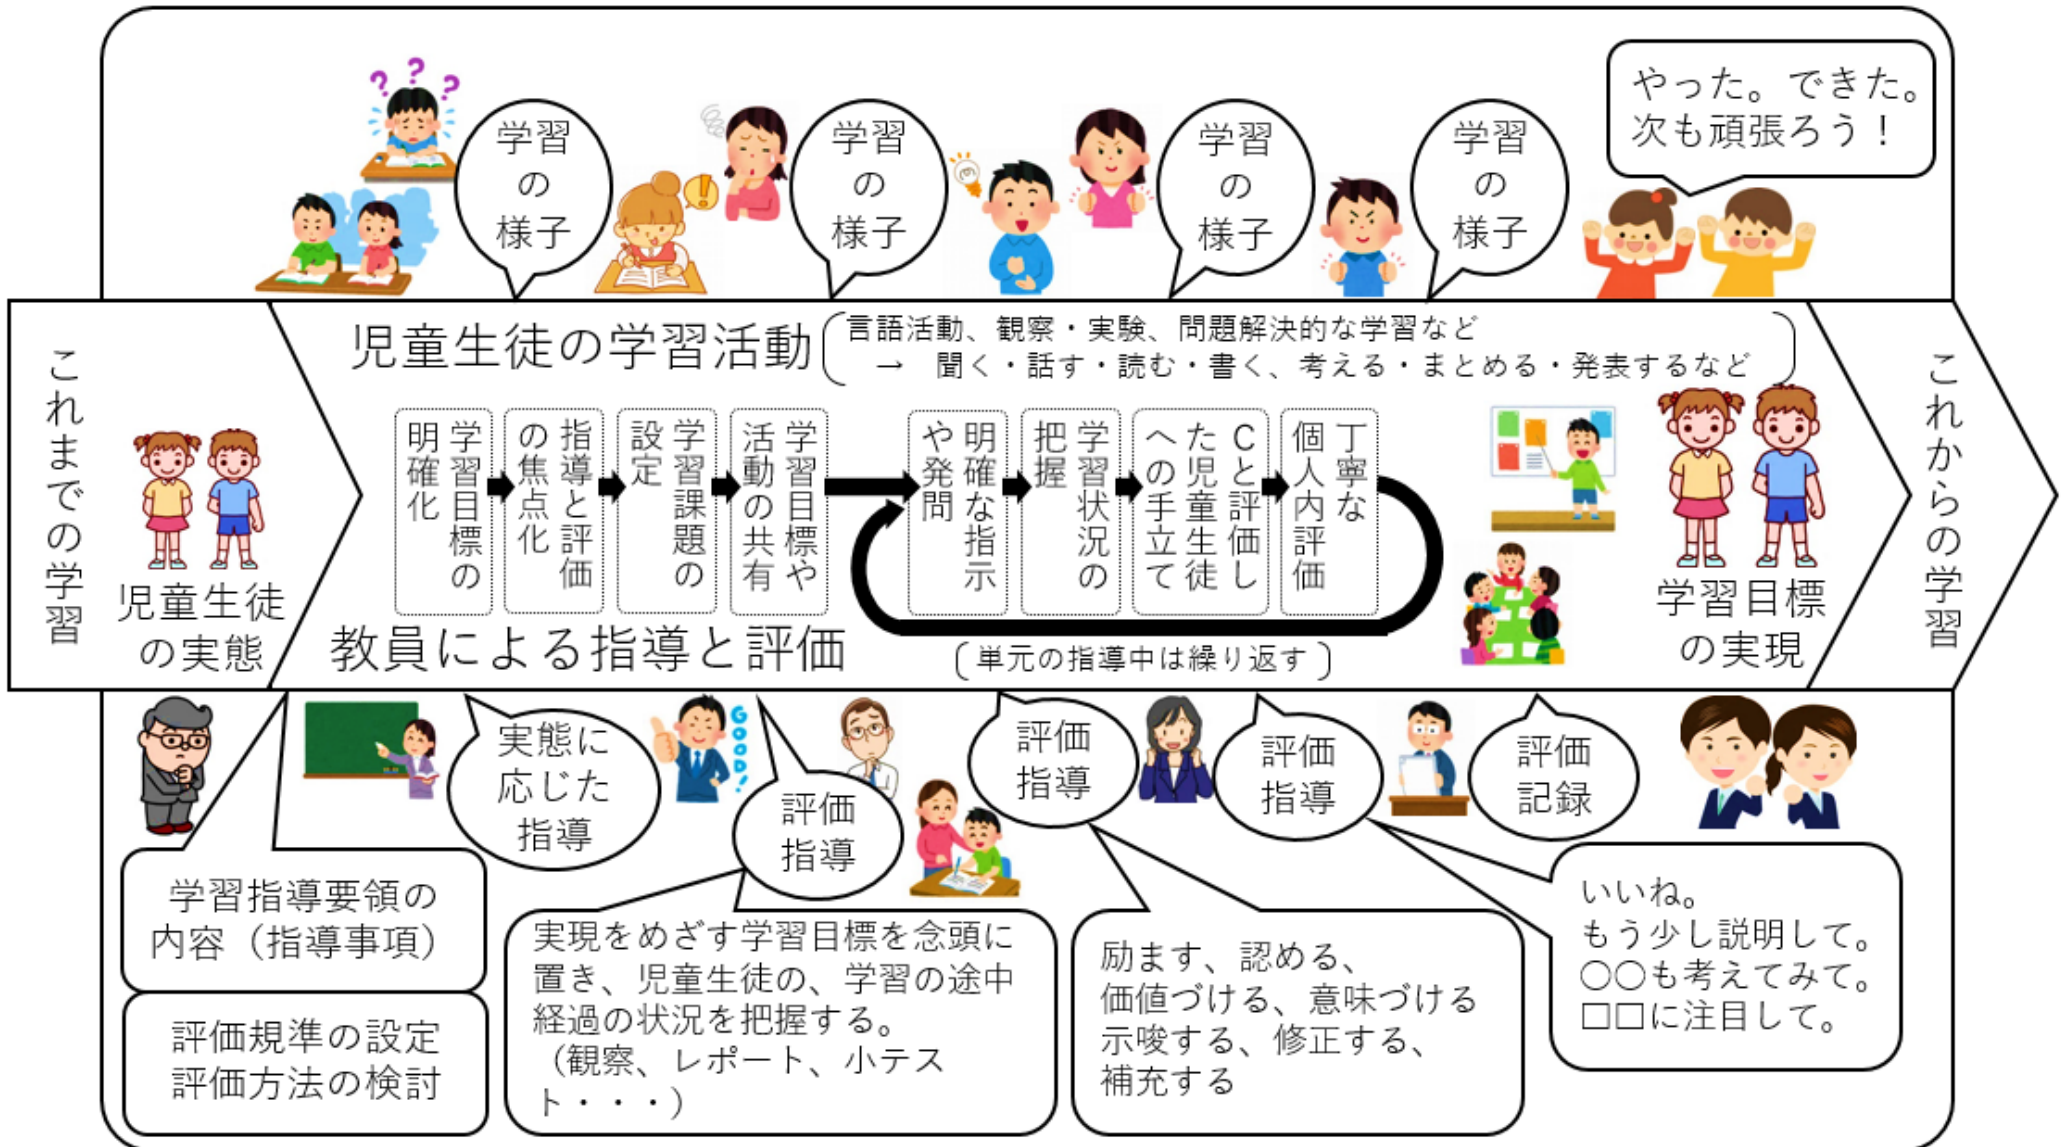 やった。できた。
次も頑張ろう！
学習
の
様子
学習
の
様子
学習
の
様子
学習
の
様子
これまでの学習
児童生徒
の実態
児童生徒の学習活動
言語活動、観察・実験、問題解決的な学習など
→　聞く・話す・読む・書く、考える・まとめる・発表するなど
学習目標の
明確化
指導と評価
の焦点化
学習課題の
設定
学習目標や
活動の共有
明確な指示
や発問
学習状況の
把握
Ｃと評価し
た児童生徒
への手立て
丁寧な
個人内評価
教員による指導と評価
〔単元の指導中は繰り返す〕
学習目標
の実現
これからの学習
実態に
応じた
指導
GOOD!
評価
指導
評価
指導
評価
指導
評価
記録
学習指導要領の
内容（指導事項）
評価規準の設定
評価方法の検討
実現をめざす学習目標を念頭に
置き、児童生徒の、学習の途中
経過の状況を把握する。
（観察、レポート、小テス
ト・・・）
励ます、認める、
価値づける、意味づける
示唆する、修正する、
補充する
いいね。
もう少し説明して。
○○も考えてみて。
□□に注目して。